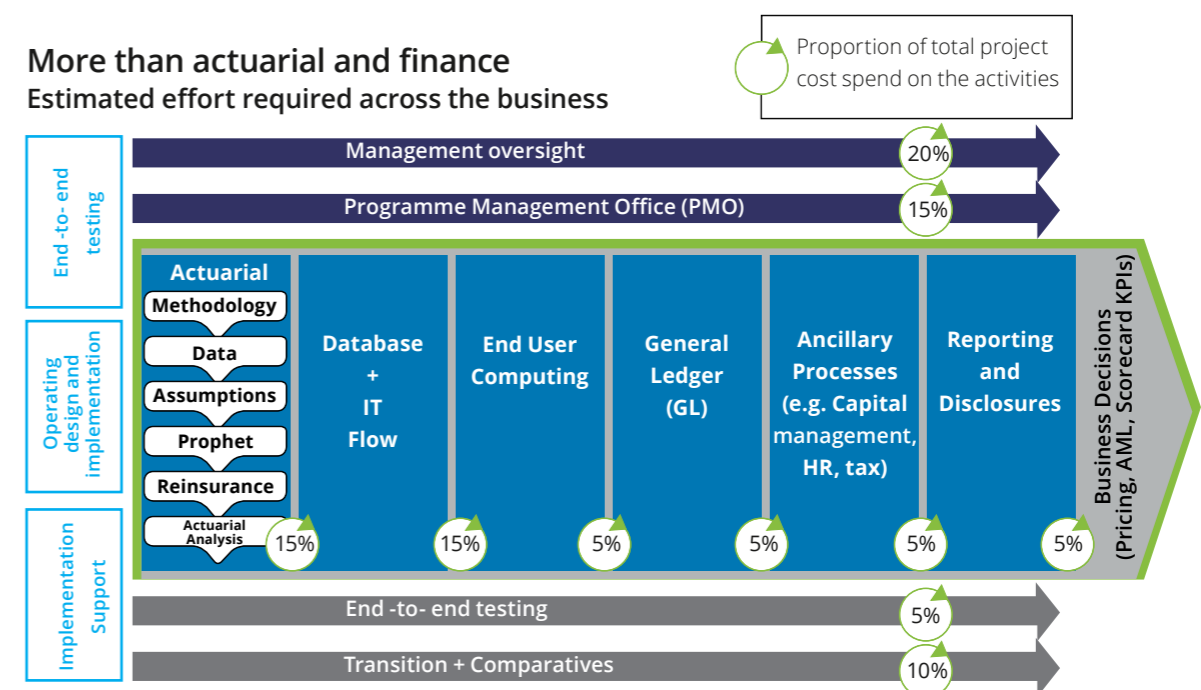 More than actuarial and finance
Estimated effort required across the business
Proportion of total project
cost spend on the activities
End -to- end
testing
Operating
design and
implementation
Implementation
Support
Management oversight
20%
Programme Management Office (PMO)
15%
Actuarial
Methodology
Data
Assumptions
Prophet
Reinsurance
Actuarial
Analysis
15%
Database
+
IT
Flow
15%
End User
Computing
5%
General
Ledger
(GL)
5%
Ancillary
Processes
(e.g. Capital
management,
HR, tax)
5%
Reporting
and
Disclosures
5%
Business Decisions
(Pricing, AML, Scorecard KPIs)
End -to- end testing
5%
Transition + Comparatives
10%